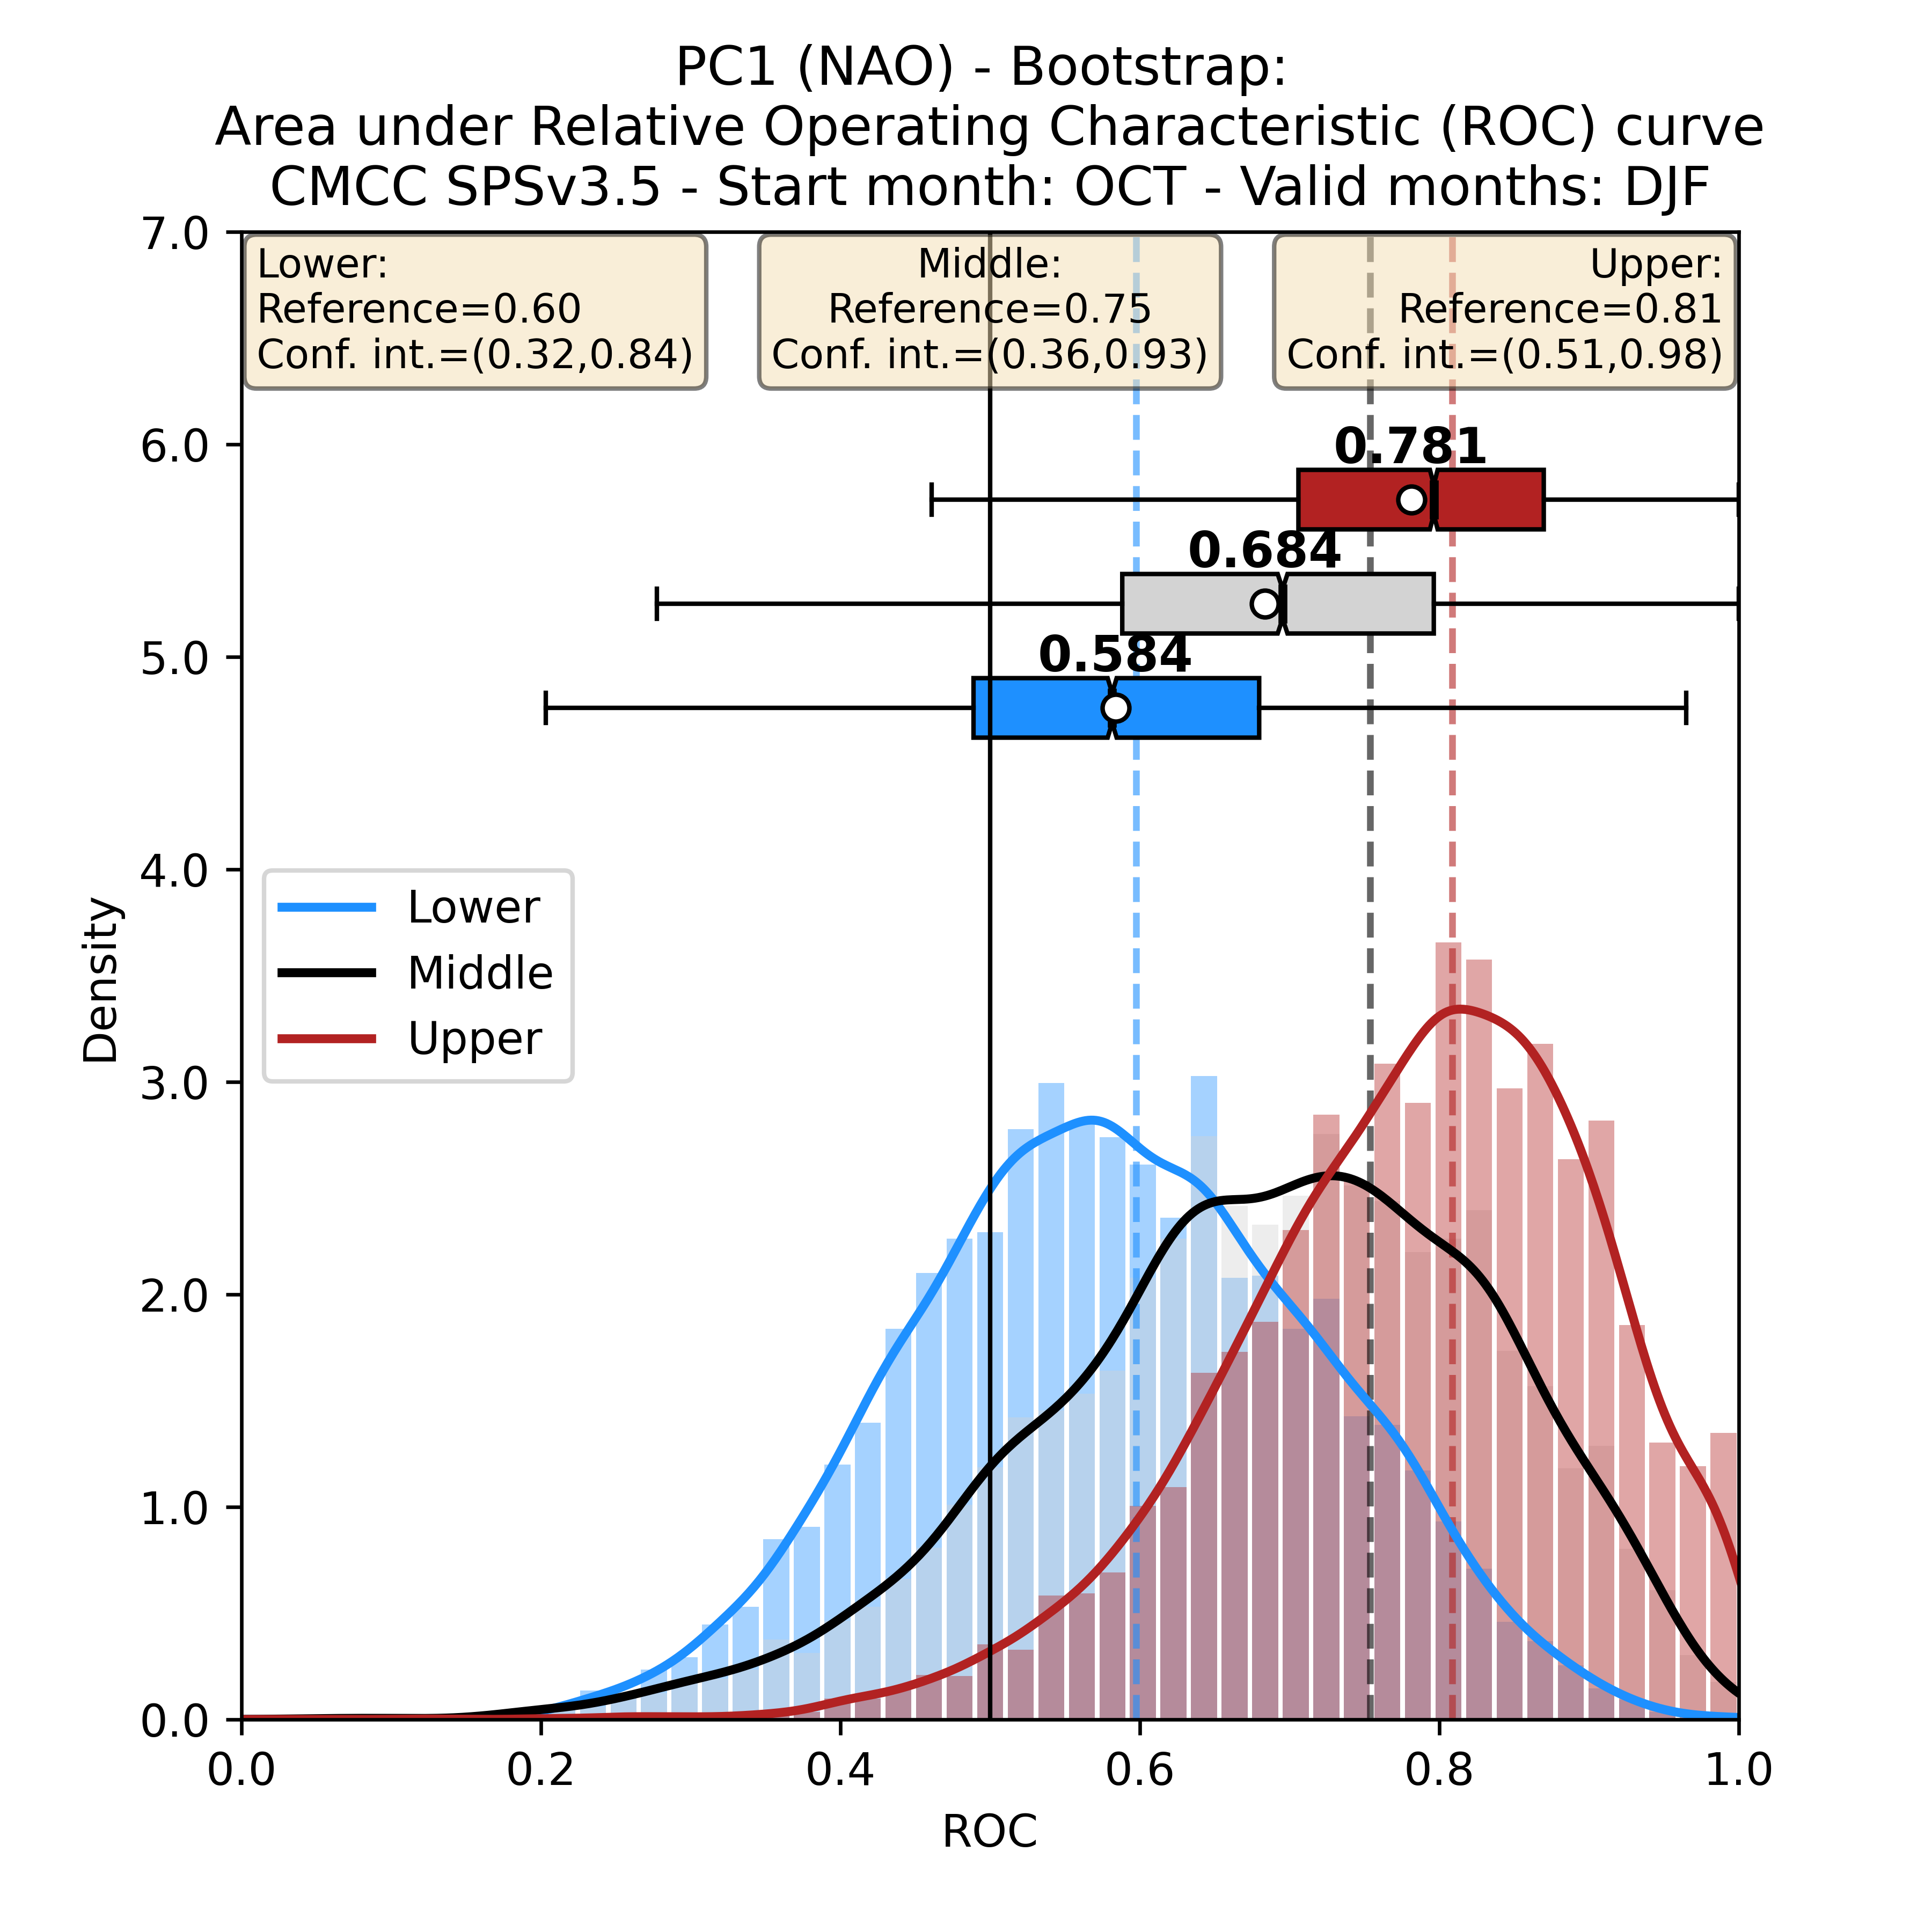 PC1 (NAO) - Bootstrap:
Area under Relative Operating Characteristic (ROC) curve
CMCC SPSv3.5 - Start month: OCT - Valid months: DJF
Lower:
Reference=0.60
Conf. int.=(0.32,0.84)
Middle:
Reference=0.75
Conf. int.=(0.36,0.93)
Upper:
Reference=0.81
Conf. int.=(0.51,0.98)
0.781
0.684
0.584
Lower
Middle
Upper
Density
7.0
6.0
5.0
4.0
3.0
2.0
1.0
0.0
0.0 0.2 0.4 0.6 0.8 1.0
ROC